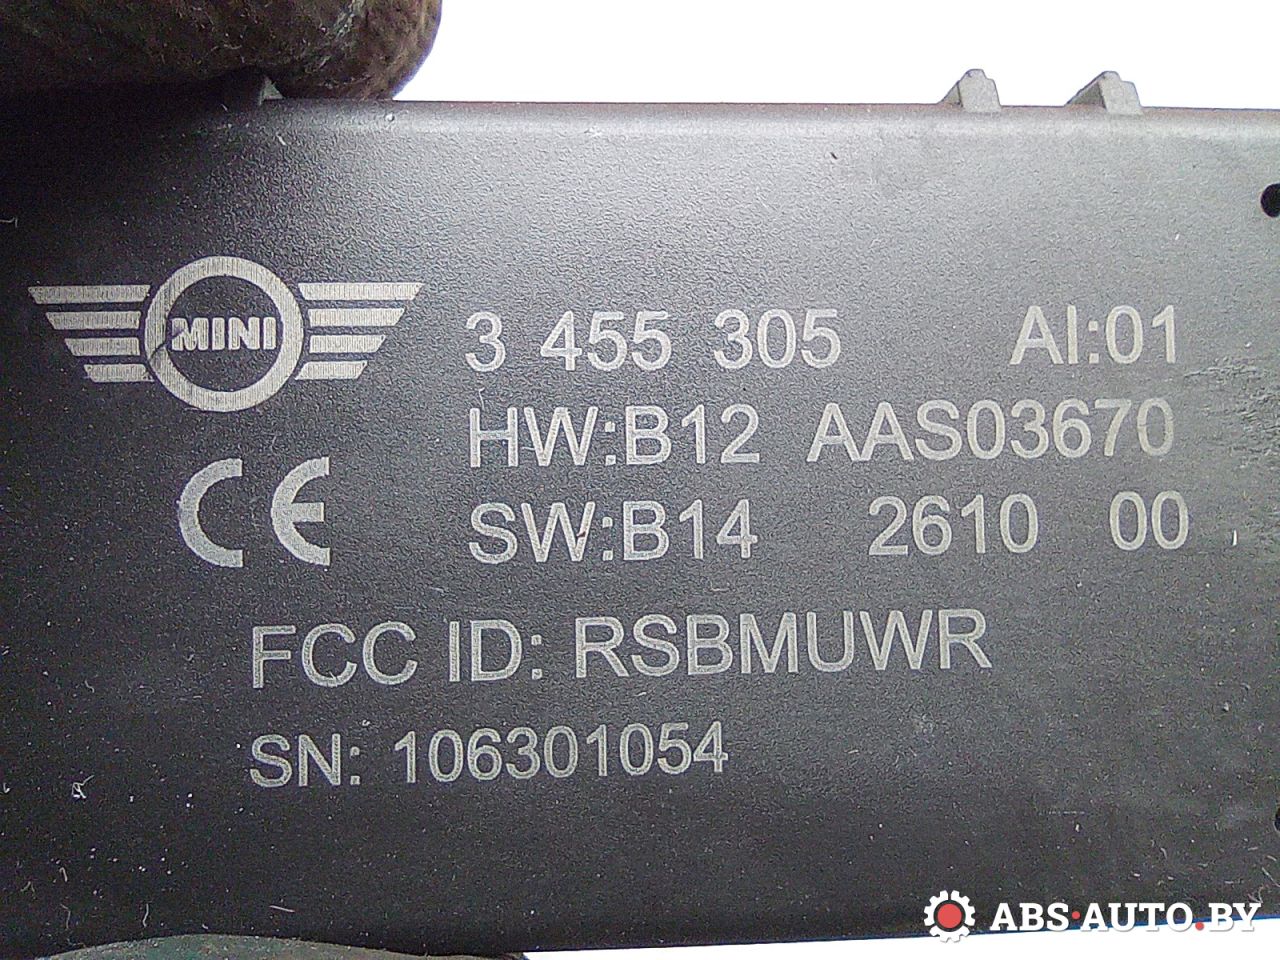 MINI
3 455 305 AI:01
HW:B12 AAS03670
SW:B14 2610 00
CE
FCC ID: RSBMUWR
SN: 106301054
ABS·AUTO.BY